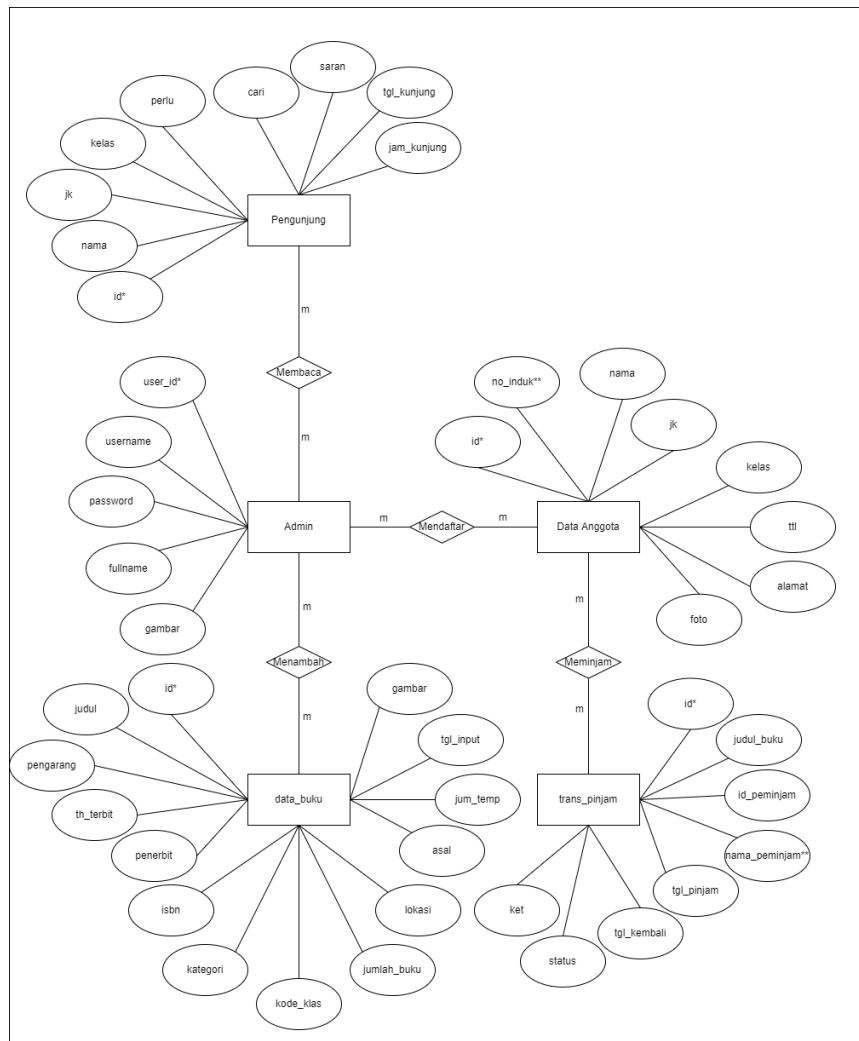 saran
cari
tgl_kunjung
perlu
kelas
jam_kunjung
jk
Pengunjung
nama
id*
m
Membaca
user_id*
no_induk**
nama
jk
username
id*
kelas
m
password
Admin
m
Mendaftar
m
Data Anggota
ttl
fullname
alamat
m
m
foto
gambar
Menambah
Meminjam
id*
gambar
id*
judul
m
m
judul_buku
tgl_input
pengarang
data_buku
jum_temp
trans_pinjam
id_peminjam
th_terbit
penerbit
asal
nama_peminjam**
tgl_pinjam
isbn
lokasi
ket
tgl_kembali
kategori
jumlah_buku
status
kode_klas